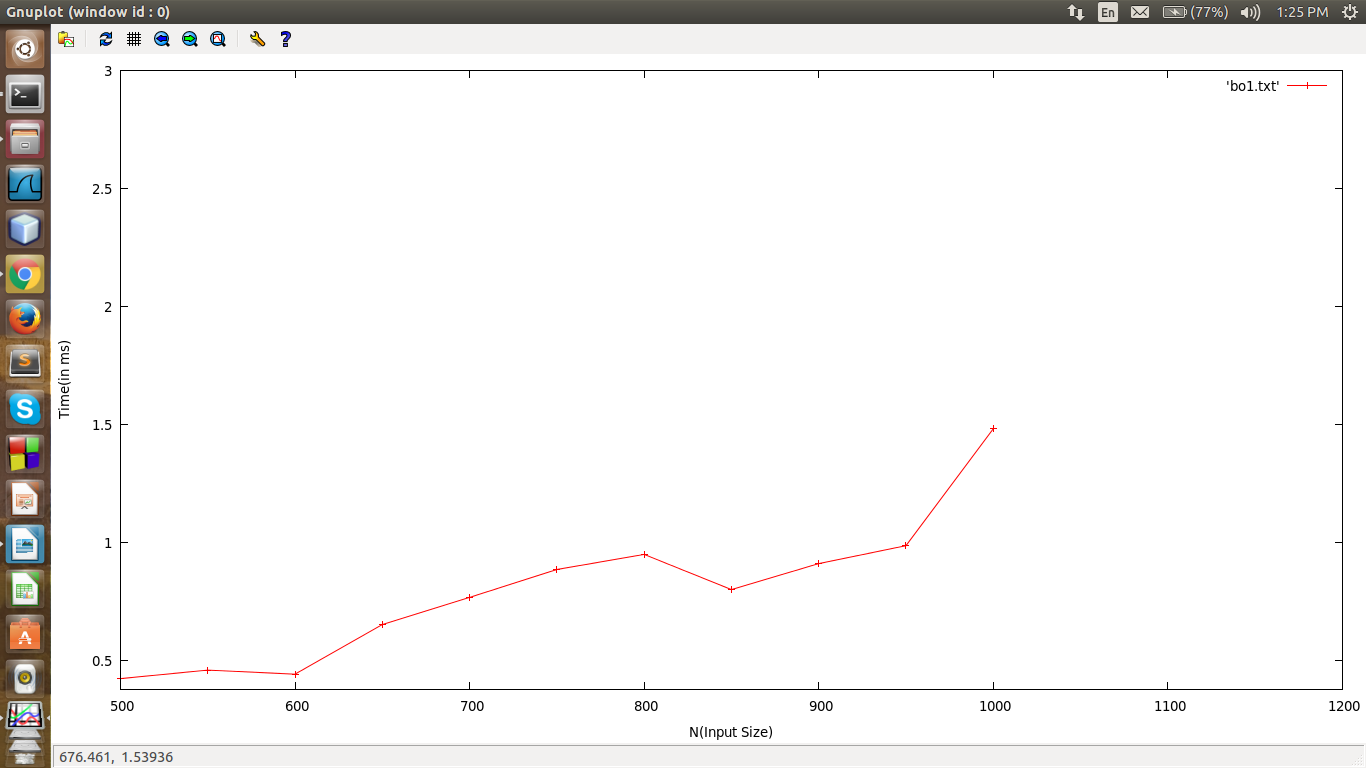 Gnuplot (window id : 0)
En
(77%)
1:25 PM
'bo1.txt'
3
2.5
2
1.5
1
0.5
Time(in ms)
500
600
700
800
900
1000
1100
1200
N(Input Size)
676.461, 1.53936